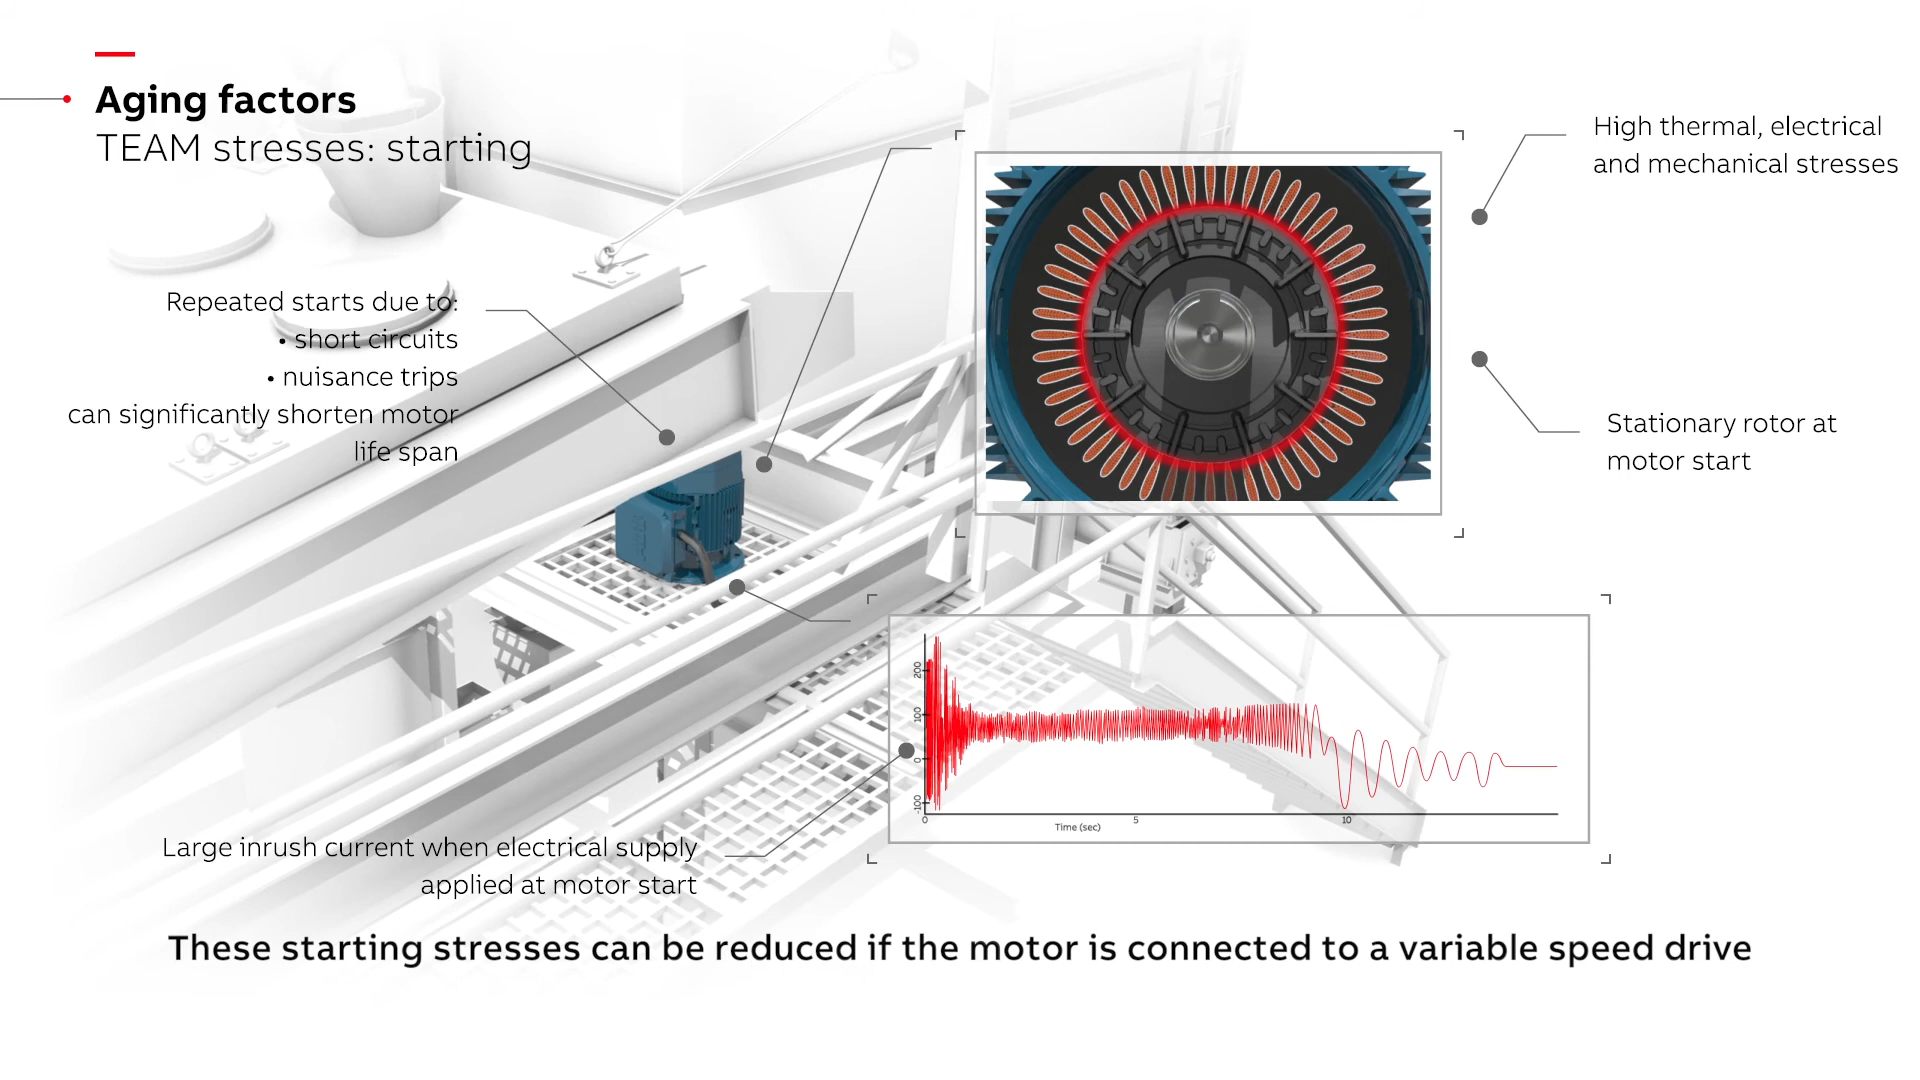 Aging factors
TEAM stresses: starting
High thermal, electrical
and mechanical stresses
Repeated starts due to:
• short circuits
• nuisance trips
can significantly shorten motor
life span
Stationary rotor at
motor start
200
100
0
-100
0
5
10
Time (sec)
Large inrush current when electrical supply
applied at motor start
These starting stresses can be reduced if the motor is connected to a variable speed drive